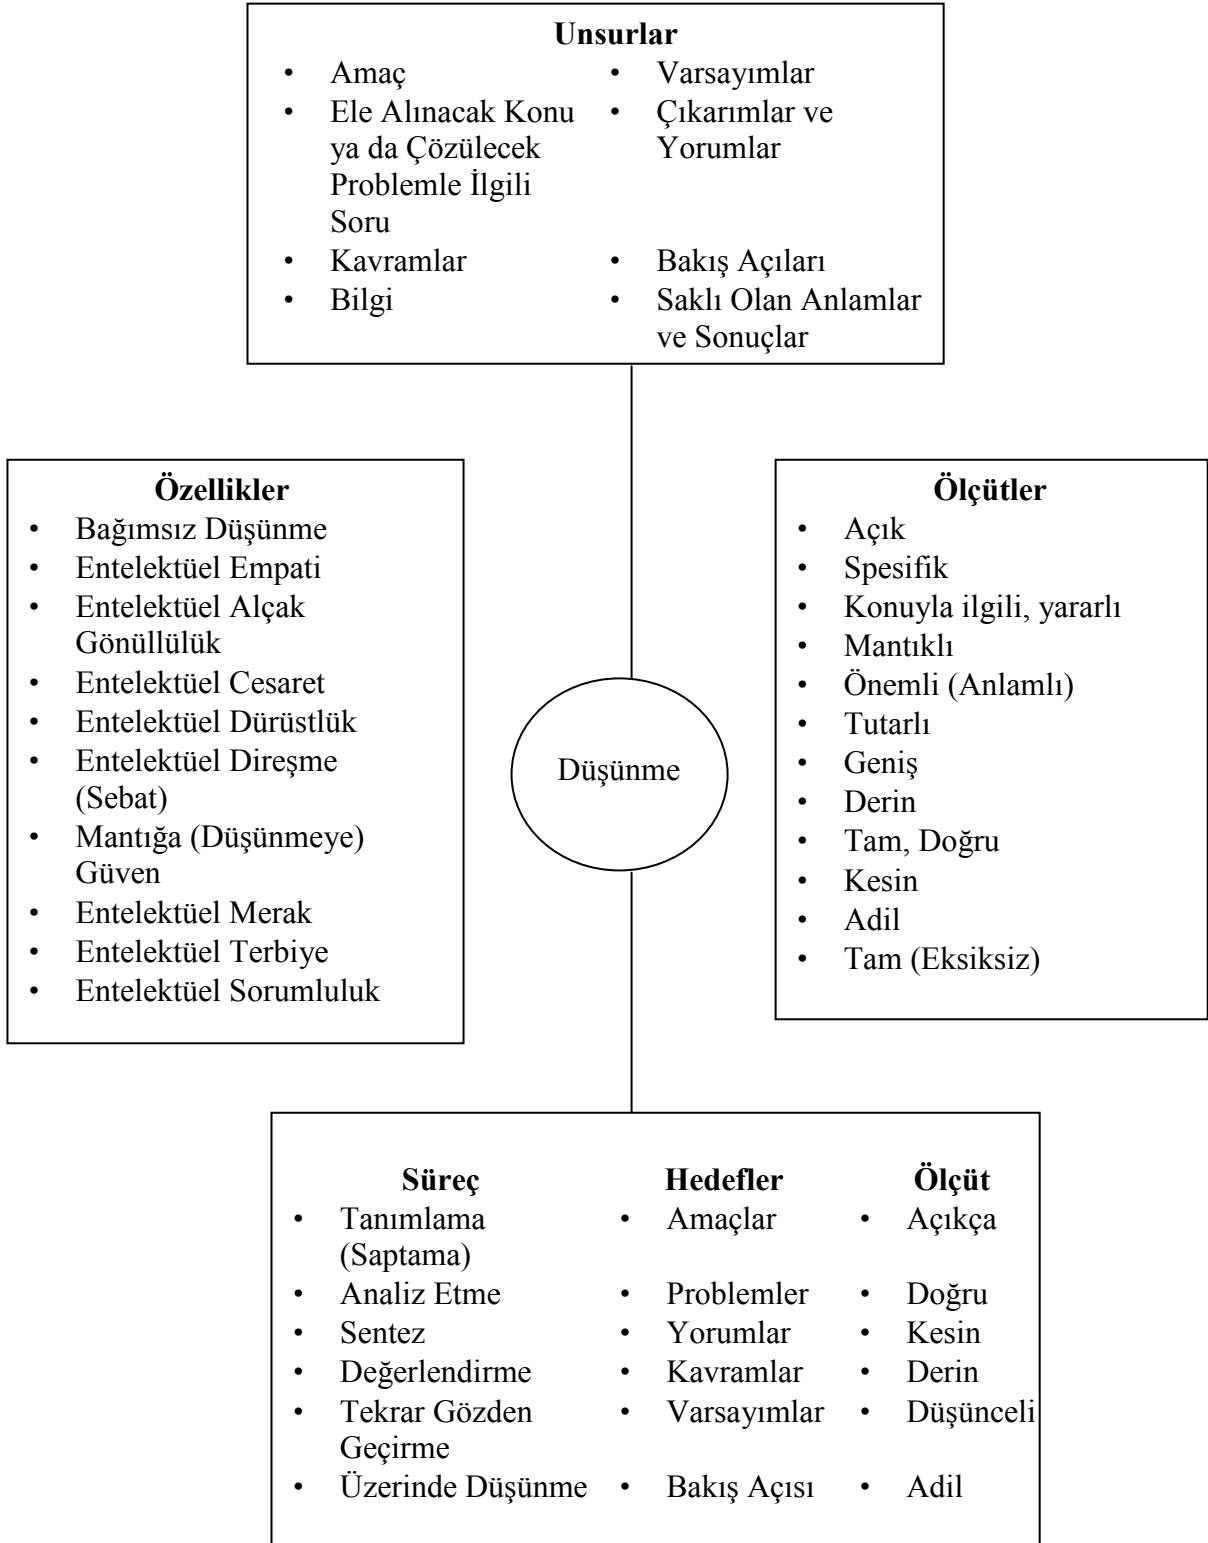 Unsurlar
• Amaç • Varsayımlar
• Ele Alınacak Konu • Çıkarımlar ve
ya da Çözülecek Yorumlar
Problemle İlgili
Soru
• Kavramlar • Bakış Açıları
• Bilgi • Saklı Olan Anlamlar
ve Sonuçlar
Özellikler
• Bağımsız Düşünme
• Entelektüel Empati
• Entelektüel Alçak
Gönüllülük
• Entelektüel Cesaret
• Entelektüel Dürüstlük
• Entelektüel Direşme
(Sebat)
• Mantığa (Düşünmeye)
Güven
• Entelektüel Merak
• Entelektüel Terbiye
• Entelektüel Sorumluluk
Düşünme
Ölçütler
• Açık
• Spesifik
• Konuyla ilgili, yararlı
• Mantıklı
• Önemli (Anlamlı)
• Tutarlı
• Geniş
• Derin
• Tam, Doğru
• Kesin
• Adil
• Tam (Eksiksiz)
Süreç Hedefler Ölçüt
• Tanımlama • Amaçlar • Açıkça
(Saptama)
• Analiz Etme • Problemler • Doğru
• Sentez • Yorumlar • Kesin
• Değerlendirme • Kavramlar • Derin
• Tekrar Gözden • Varsayımlar • Düşünceli
Geçirme
• Üzerinde Düşünme • Bakış Açısı • Adil